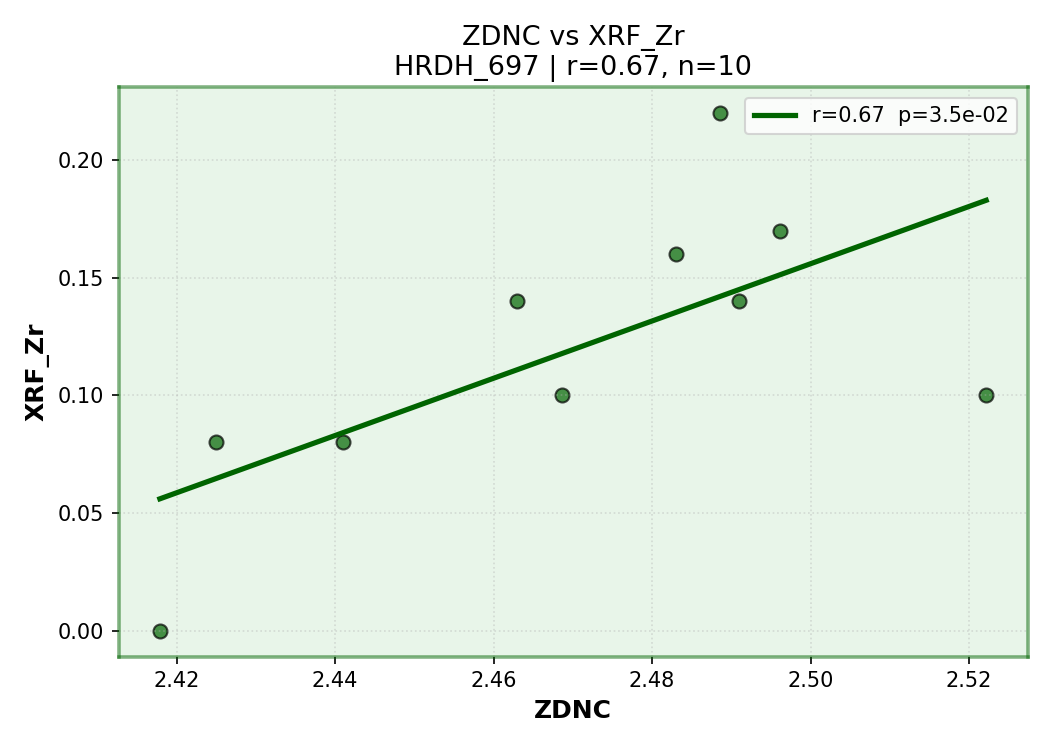 ZDNC vs XRF_Zr
HRDH_697 | r=0.67, n=10
r=0.67  p=3.5e-02
XRF_Zr
0.20
0.15
0.10
0.05
0.00
2.42 2.44 2.46 2.48 2.50 2.52
ZDNC